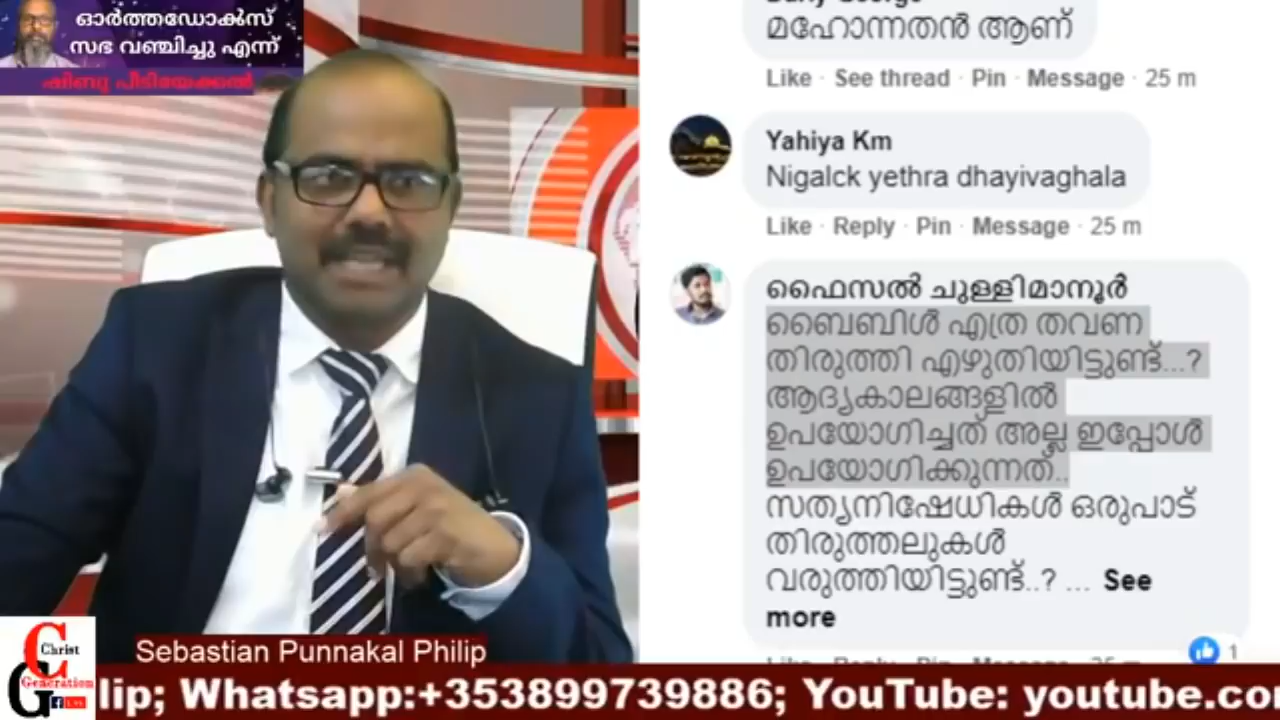 ഓർത്തഡോക്സ്
സഭ വഞ്ചിച്ചു എന്ന്
ഷിബു പീടിയേക്കൽ
മഹോന്നതൻ ആണ്
Like · See thread · Pin · Message · 25 m
Yahiya Km
Nigalck yethra dhayivaghala
Like · Reply · Pin · Message · 25 m
ഫൈസൽ ചുള്ളിമാനൂർ
ബൈബിൾ എത്ര തവണ
തിരുത്തി എഴുതിയിട്ടുണ്ട്...?
ആദ്യകാലങ്ങളിൽ
ഉപയോഗിച്ചത് അല്ല ഇപ്പോൾ
ഉപയോഗിക്കുന്നത്..
സത്യനിഷേധികൾ ഒരുപാട്
തിരുത്തലുകൾ
വരുത്തിയിട്ടുണ്ട്..? ... See
more
1
Sebastian Punnakal Philip
Christ
Generation
lip; Whatsapp:+353899739886; YouTube: youtube.co